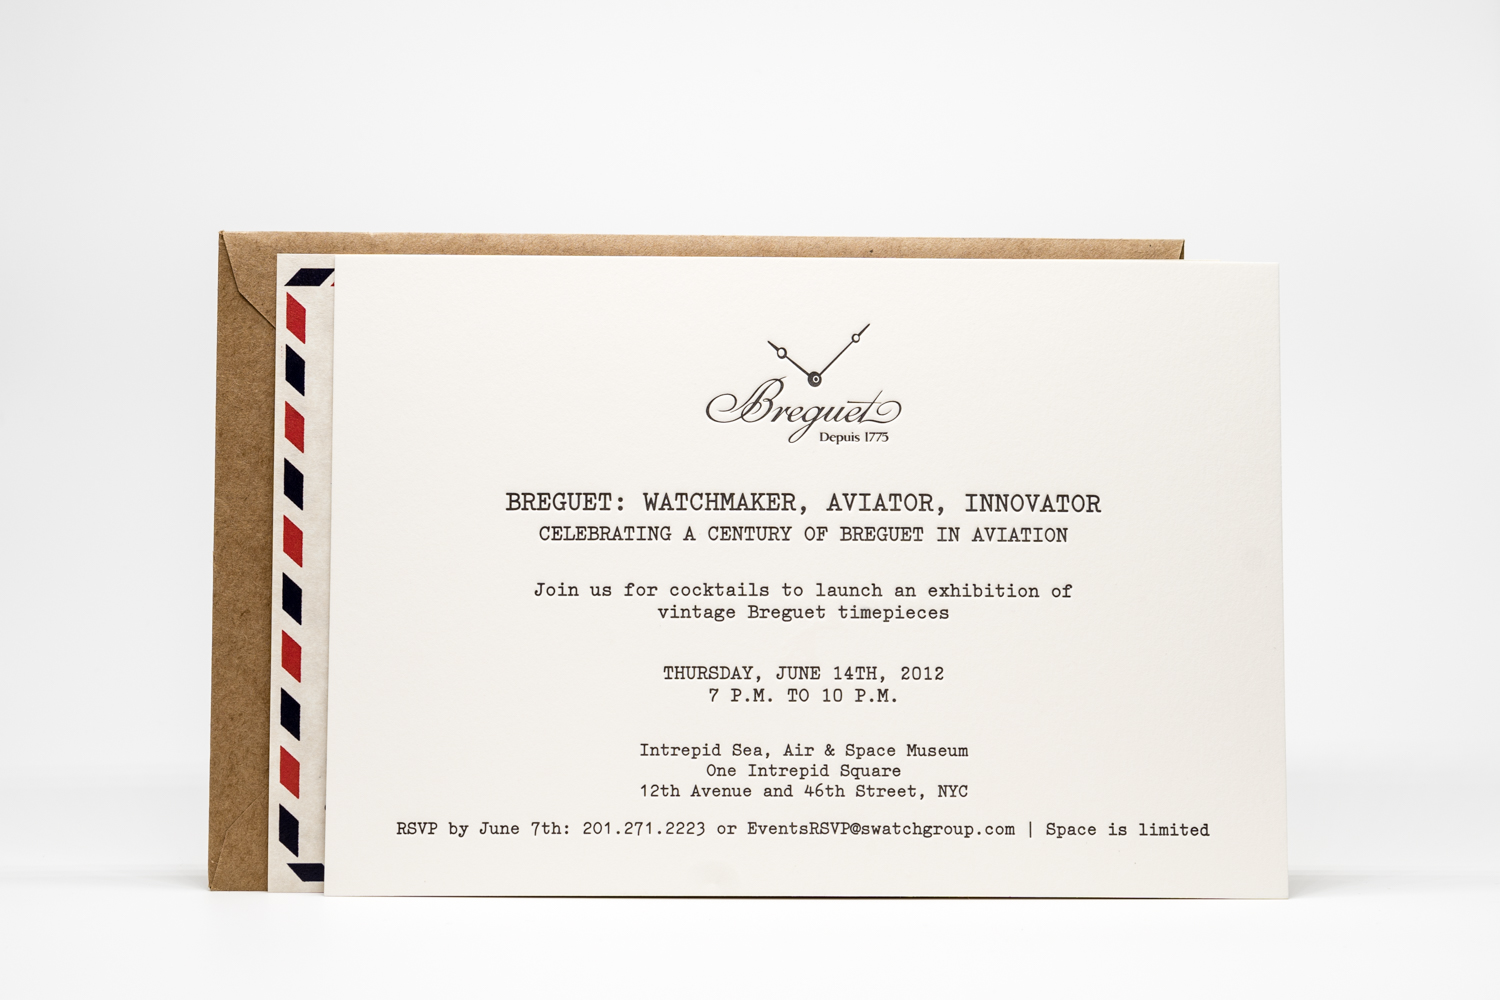 Breguet
Depuis 1775
BREGUET: WATCHMAKER, AVIATOR, INNOVATOR
CELEBRATING A CENTURY OF BREGUET IN AVIATION
Join us for cocktails to launch an exhibition of
vintage Breguet timepieces
THURSDAY, JUNE 14TH, 2012
7 P.M. TO 10 P.M.
Intrepid Sea, Air & Space Museum
One Intrepid Square
12th Avenue and 46th Street, NYC
RSVP by June 7th: 201.271.2223 or EventsRSVP@swatchgroup.com | Space is limited